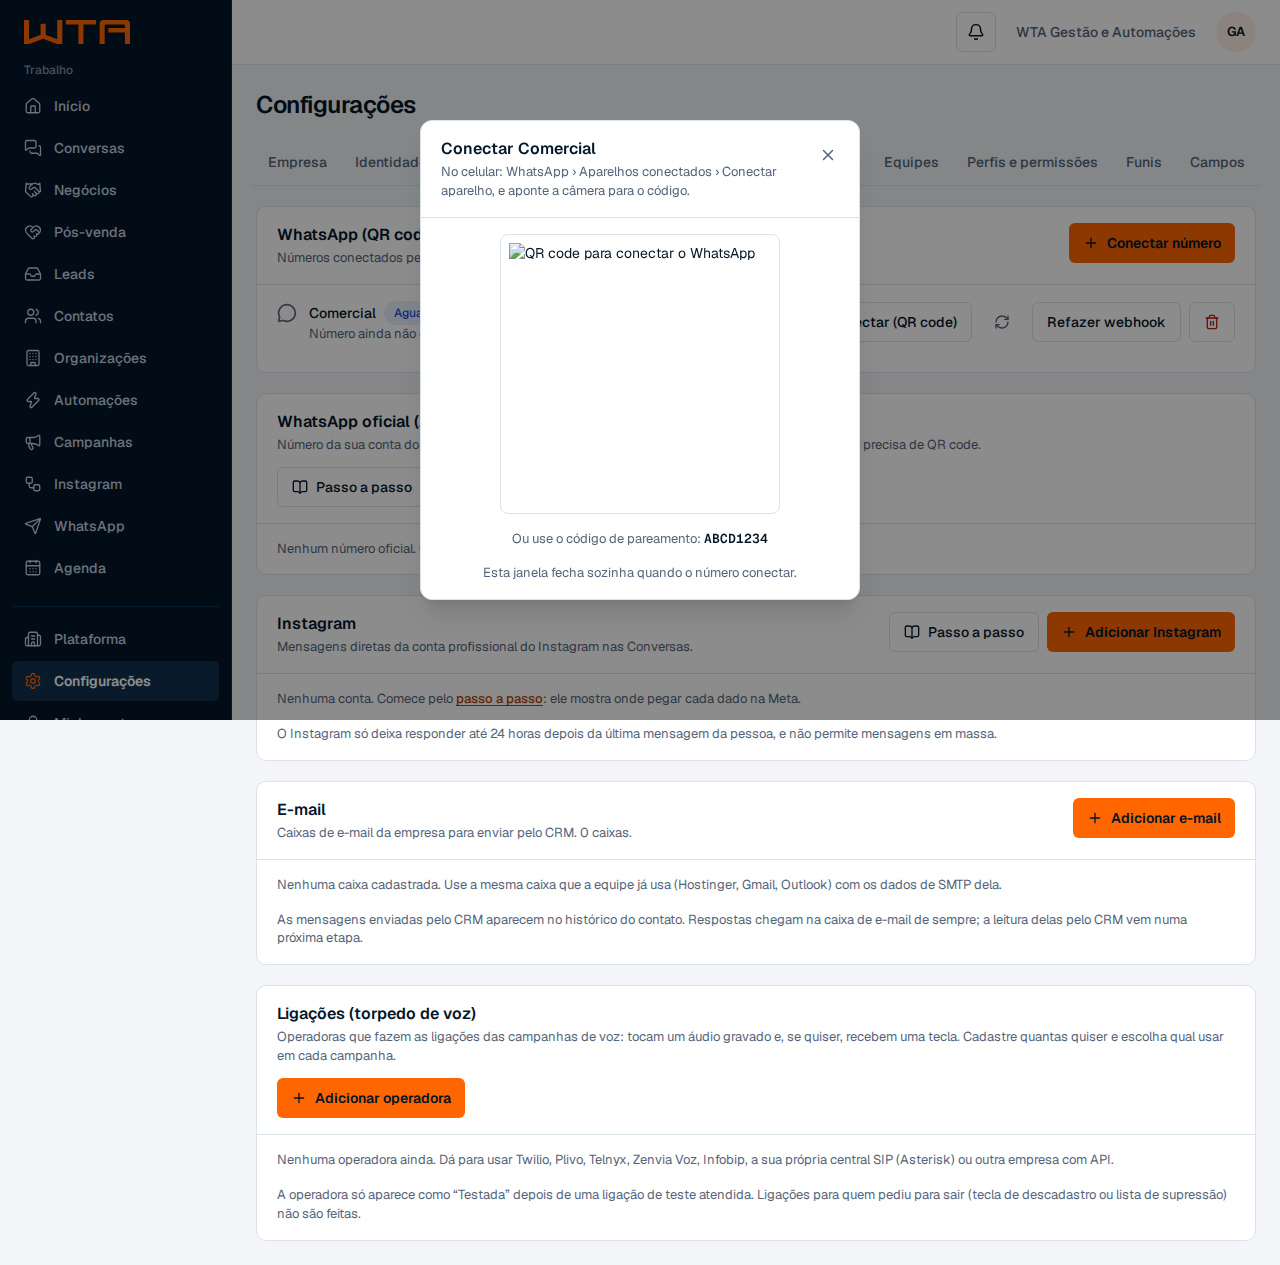 WTA
Trabalho
Início
Conversas
Negócios
Pós-venda
Leads
Contatos
Organizações
Automações
Campanhas
Instagram
WhatsApp
Agenda
Plataforma
Configurações
WTA Gestão e Automações
GA
Configurações
Empresa
Equipes
Perfis e permissões
Funis
Campos
Conectar Comercial
No celular: WhatsApp › Aparelhos conectados › Conectar
aparelho, e aponte a câmera para o código.
QR code para conectar o WhatsApp
Ou use o código de pareamento: ABCD1234
Esta janela fecha sozinha quando o número conectar.
WhatsApp (QR cod
Números conectados pe
Conectar número
Comercial
Agua
Número ainda não
ectar (QR code)
Refazer webhook
WhatsApp oficial (
Número da sua conta do
precisa de QR code.
Passo a passo
Nenhum número oficial.
Instagram
Mensagens diretas da conta profissional do Instagram nas Conversas.
Passo a passo
Adicionar Instagram
Nenhuma conta. Comece pelo passo a passo: ele mostra onde pegar cada dado na Meta.
O Instagram só deixa responder até 24 horas depois da última mensagem da pessoa, e não permite mensagens em massa.
E-mail
Caixas de e-mail da empresa para enviar pelo CRM. 0 caixas.
Adicionar e-mail
Nenhuma caixa cadastrada. Use a mesma caixa que a equipe já usa (Hostinger, Gmail, Outlook) com os dados de SMTP dela.
As mensagens enviadas pelo CRM aparecem no histórico do contato. Respostas chegam na caixa de e-mail de sempre; a leitura delas pelo CRM vem numa
próxima etapa.
Ligações (torpedo de voz)
Operadoras que fazem as ligações das campanhas de voz: tocam um áudio gravado e, se quiser, recebem uma tecla. Cadastre quantas quiser e escolha qual usar
em cada campanha.
Adicionar operadora
Nenhuma operadora ainda. Dá para usar Twilio, Plivo, Telnyx, Zenvia Voz, Infobip, a sua própria central SIP (Asterisk) ou outra empresa com API.
A operadora só aparece como “Testada” depois de uma ligação de teste atendida. Ligações para quem pediu para sair (tecla de descadastro ou lista de supressão)
não são feitas.